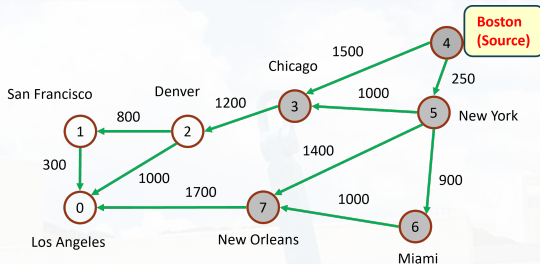 Boston
(Source)
4
1500
250
Chicago
San Francisco
Denver
3
1000
5
New York
1200
800
1
2
1400
300
1000
900
1700
1000
0
7
6
Los Angeles
New Orleans
Miami